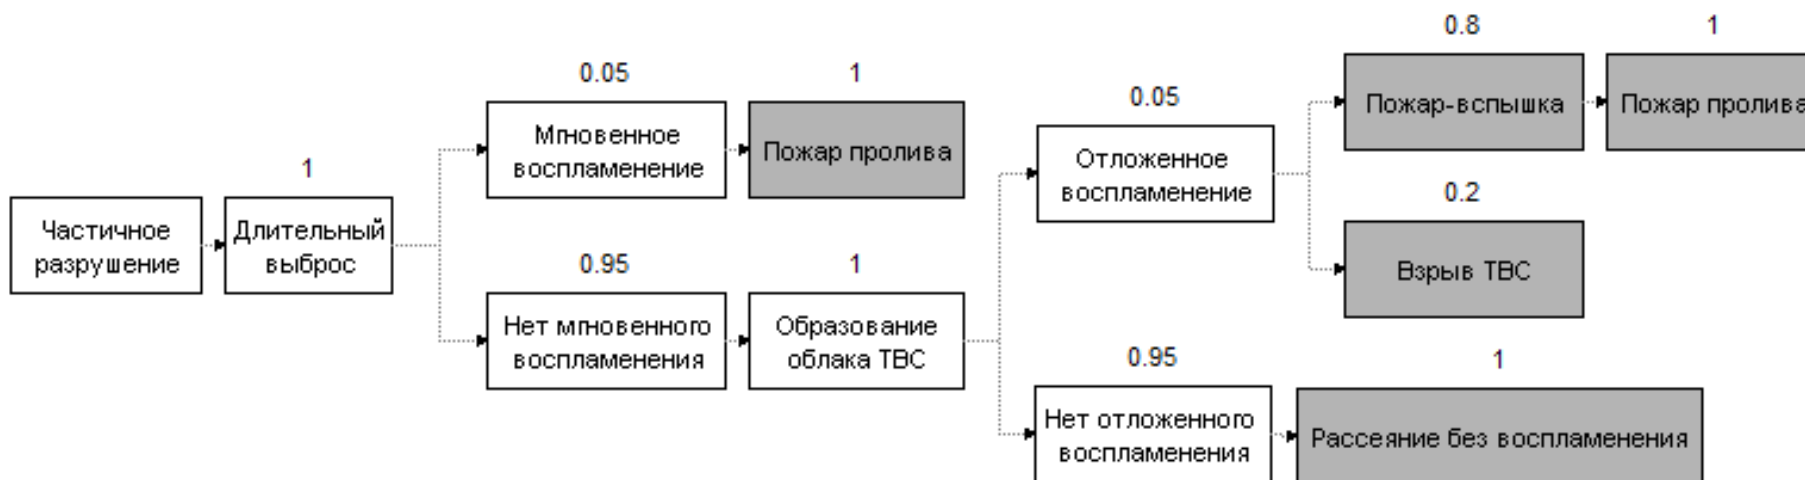 Частичное
разрушение
1
Длительный
выброс
0.05
Мгновенное
воспламенение
1
Пожар пролива
0.95
Нет мгновенного
воспламенения
1
Образование
облака ТВС
0.05
Отложенное
воспламенение
0.8
Пожар-вспышка
1
Пожар пролива
0.2
Взрыв ТВС
0.95
Нет отложенного
воспламенения
1
Рассеяние без воспламенения